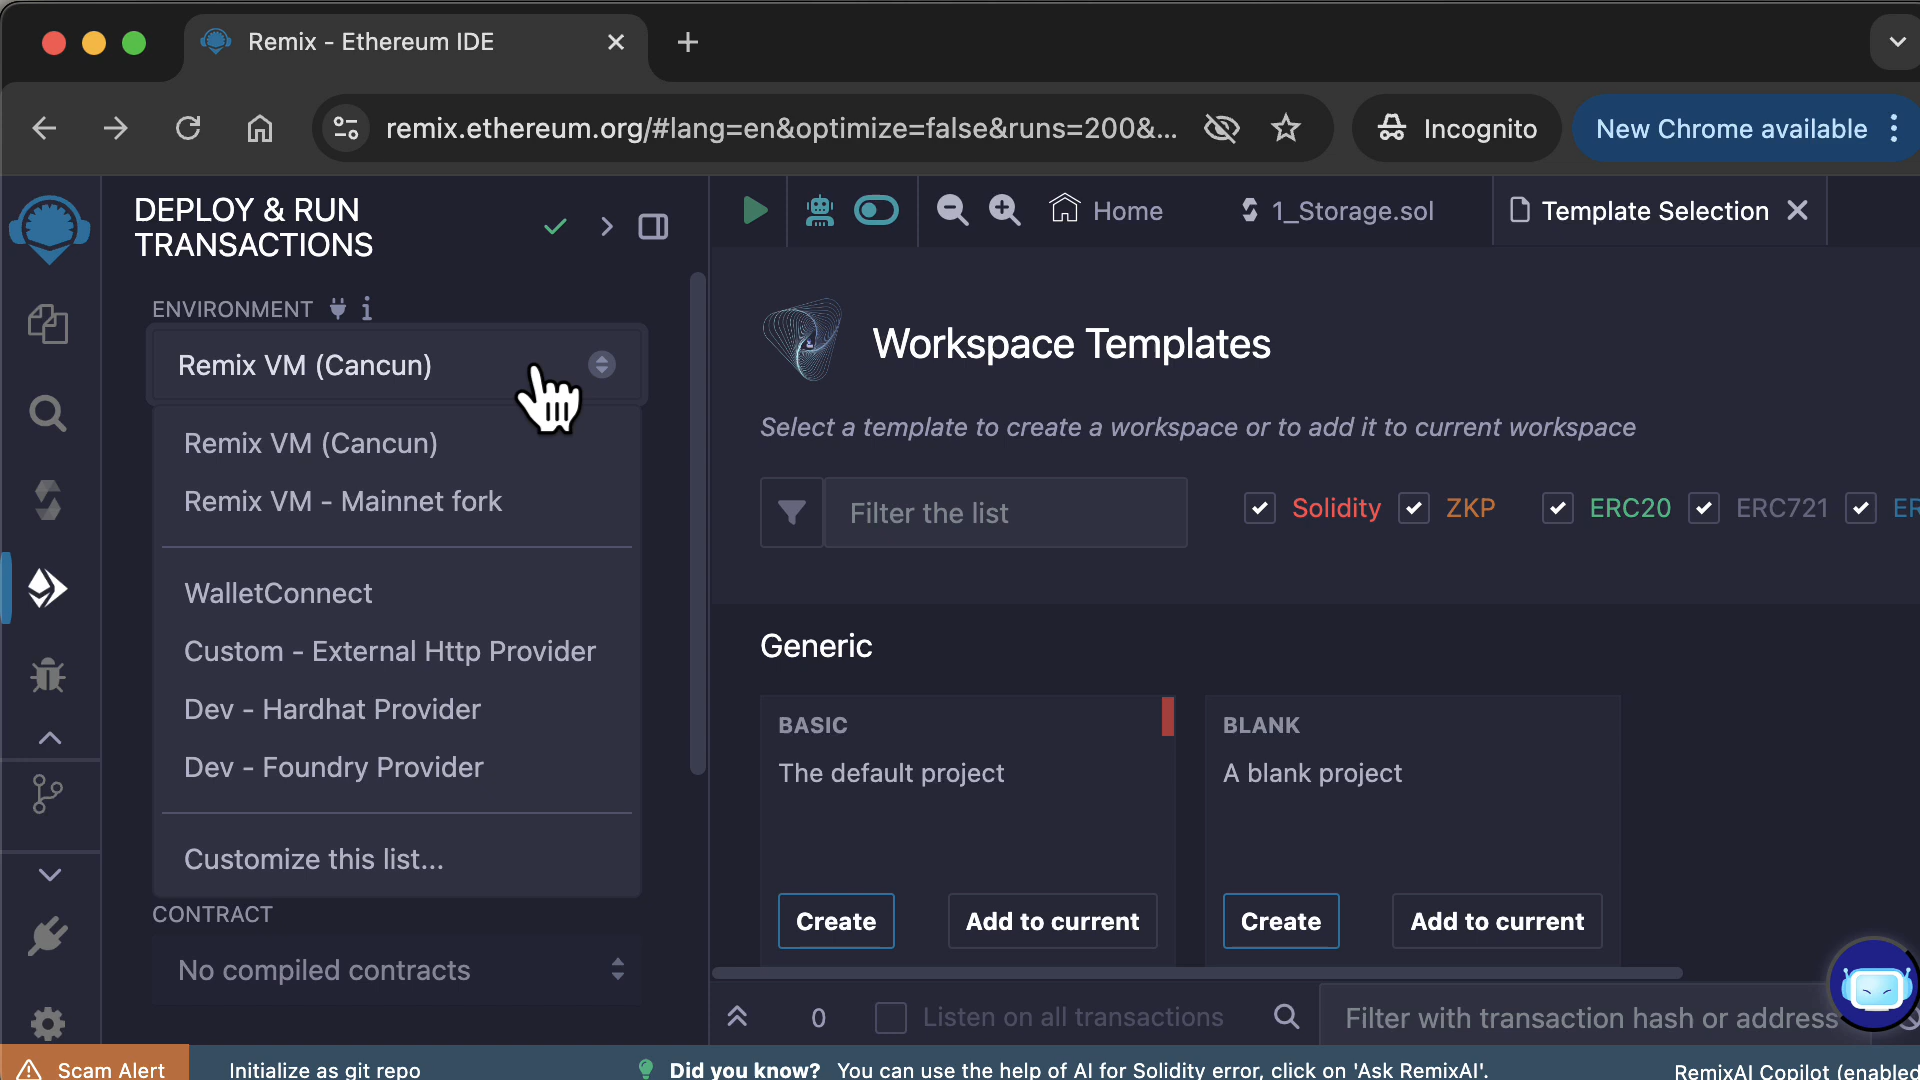 Remix - Ethereum IDE
remix.ethereum.org/#lang=en&optimize=false&runs=200&...
Incognito
New Chrome available
DEPLOY & RUN
TRANSACTIONS
ENVIRONMENT
Remix VM (Cancun)
Remix VM (Cancun)
Remix VM - Mainnet fork
WalletConnect
Custom - External Http Provider
Dev - Hardhat Provider
Dev - Foundry Provider
Customize this list...
CONTRACT
No compiled contracts
Home
1_Storage.sol
Template Selection
Workspace Templates
Select a template to create a workspace or to add it to current workspace
Filter the list
Solidity ZKP ERC20 ERC721
Generic
BASIC
The default project
Create Add to current
BLANK
A blank project
Create Add to current
0 Listen on all transactions Filter with transaction hash or address
Scam Alert Initialize as git repo Did you know? You can use the help of AI for Solidity error, click on 'Ask RemixAI'. RemixAI Copilot (enabled